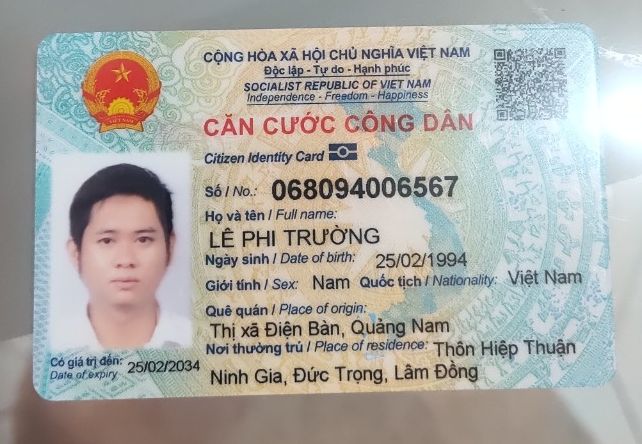 CỘNG HÒA XÃ HỘI CHỦ NGHĨA VIỆT NAM
Độc lập - Tự do - Hạnh phúc
SOCIALIST REPUBLIC OF VIET NAM
Independence - Freedom - Happiness
CĂN CƯỚC CÔNG DÂN
Citizen Identity Card
Số / No.: 068094006567
Họ và tên / Full name:
LÊ PHI TRƯỜNG
Ngày sinh / Date of birth: 25/02/1994
Giới tính / Sex: Nam Quốc tịch / Nationality: Việt Nam
Quê quán / Place of origin:
Thị xã Điện Bàn, Quảng Nam
Nơi thường trú / Place of residence: Thôn Hiệp Thuận
Ninh Gia, Đức Trọng, Lâm Đồng
Có giá trị đến: 25/02/2034
Date of expiry